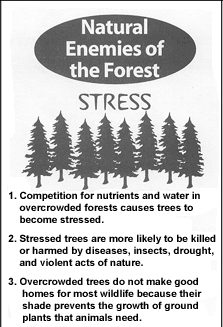 Natural
Enemies of
the Forest
STRESS
1. Competition for nutrients and water in
overcrowded forests causes trees to
become stressed.
2. Stressed trees are more likely to be killed
or harmed by diseases, insects, drought,
and violent acts of nature.
3. Overcrowded trees do not make good
homes for most wildlife because their
shade prevents the growth of ground
plants that animals need.